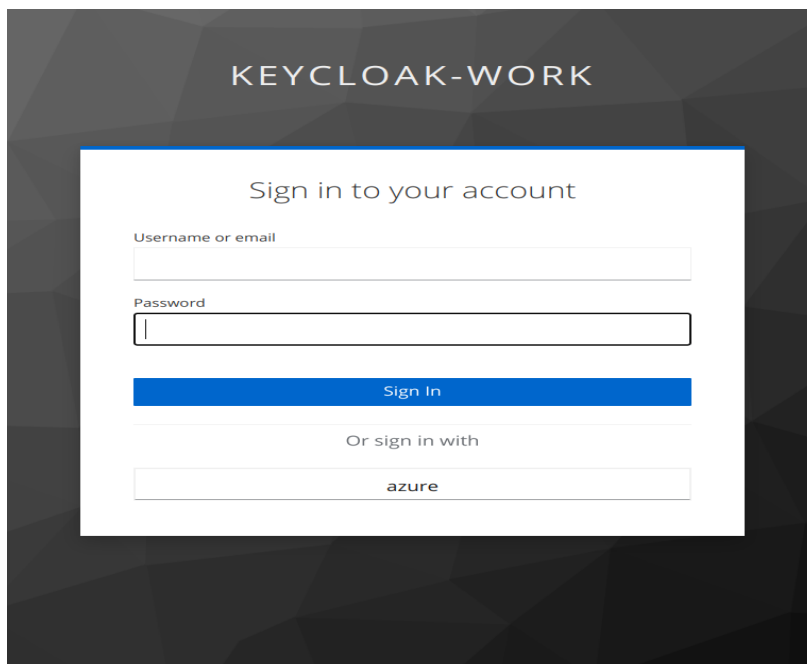 KEYCLOAK-WORK
Sign in to your account
Username or email
Password
Sign In
Or sign in with
azure